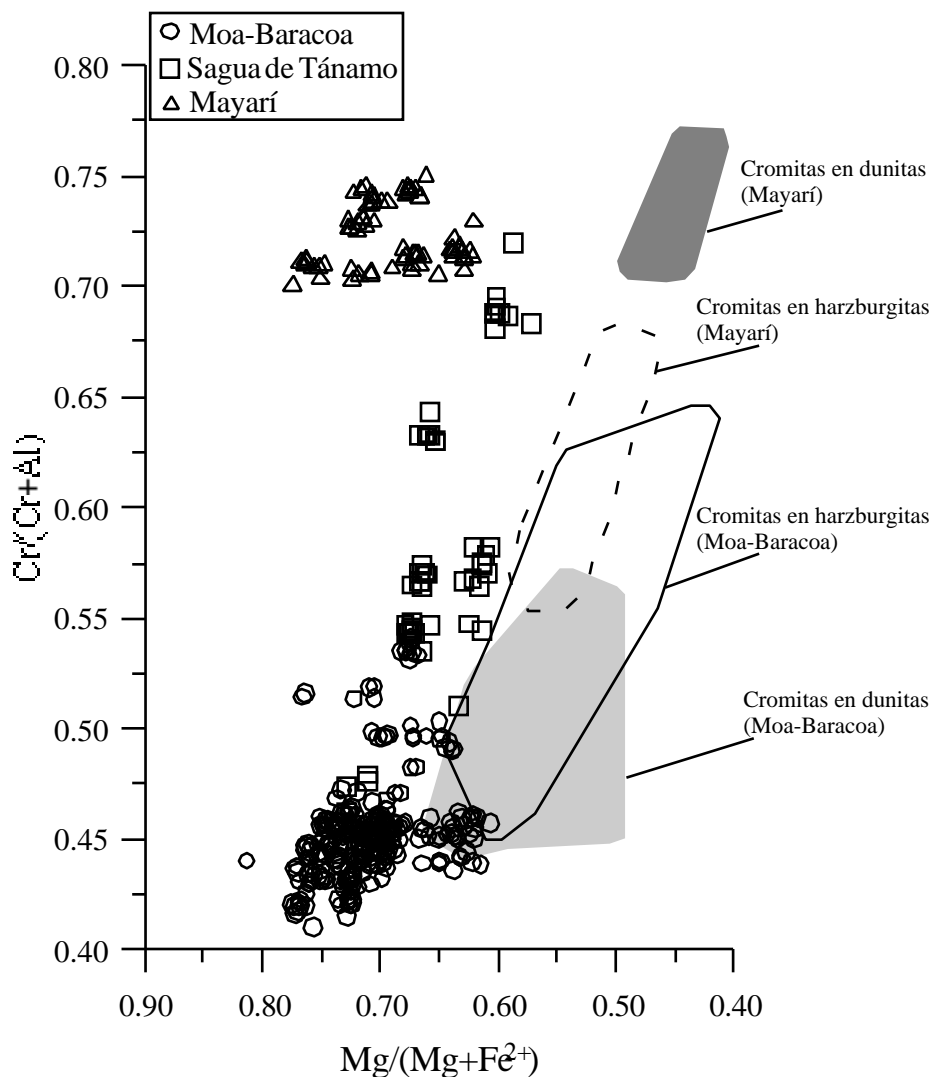 Moa-Baracoa
Sagua de Tánamo
Mayarí
0.80
0.75
0.70
0.65
0.60
0.55
0.50
0.45
0.40
Cr/(Cr+Al)
Cromitas en dunitas
(Mayarí)
Cromitas en harzburgitas
(Mayarí)
Cromitas en harzburgitas
(Moa-Baracoa)
Cromitas en dunitas
(Moa-Baracoa)
0.90 0.80 0.70 0.60 0.50 0.40
Mg/(Mg+Fe2+)